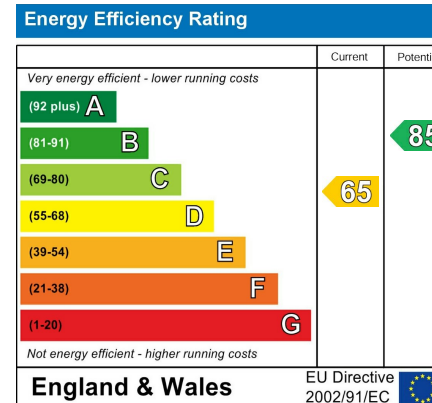 Energy Efficiency Rating
Current Potenti
Very energy efficient - lower running costs
(92 plus) A
(81-91) B
85
(69-80) C
65
(55-68) D
(39-54) E
(21-38) F
(1-20) G
Not energy efficient - higher running costs
England & Wales
EU Directive
2002/91/EC